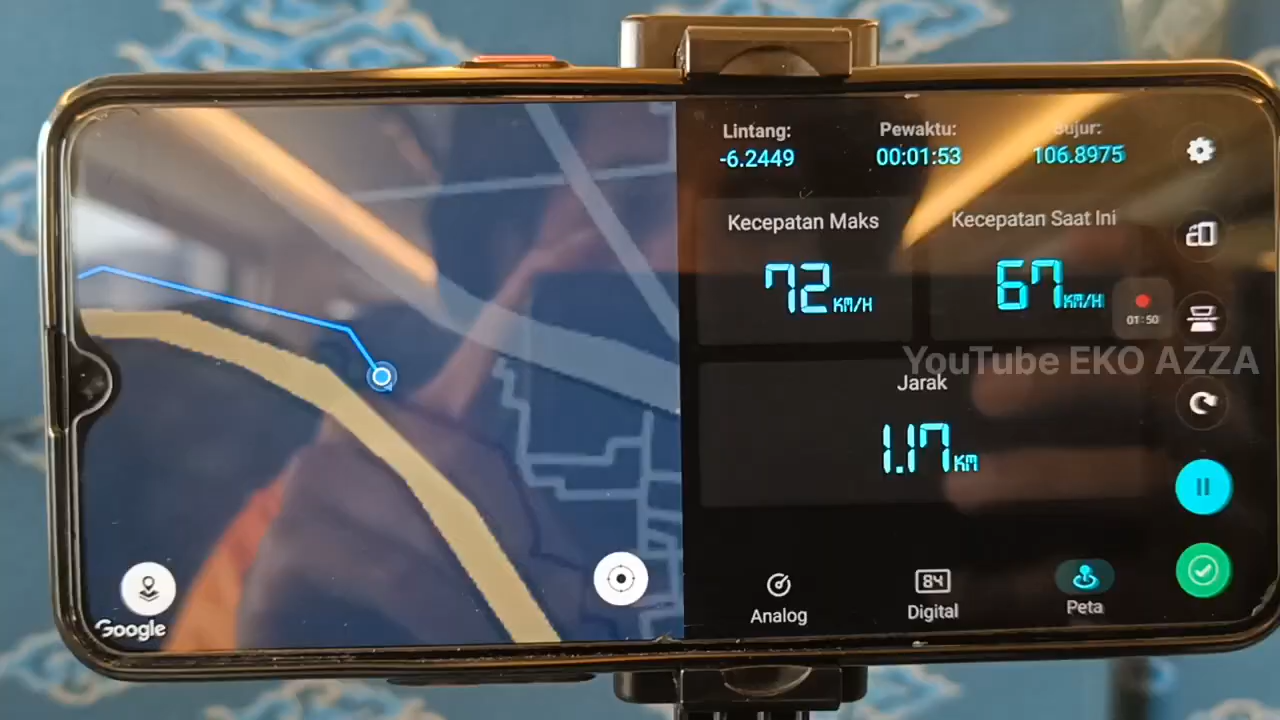 Lintang:
-6.2449
Pewaktu:
00:01:53
Bujur:
106.8975
Kecepatan Maks
72 KM/H
Kecepatan Saat Ini
67 KM/H
01:50
YouTube EKO AZZA
Jarak
1.17 KM
Google
Analog
84
Digital
Peta